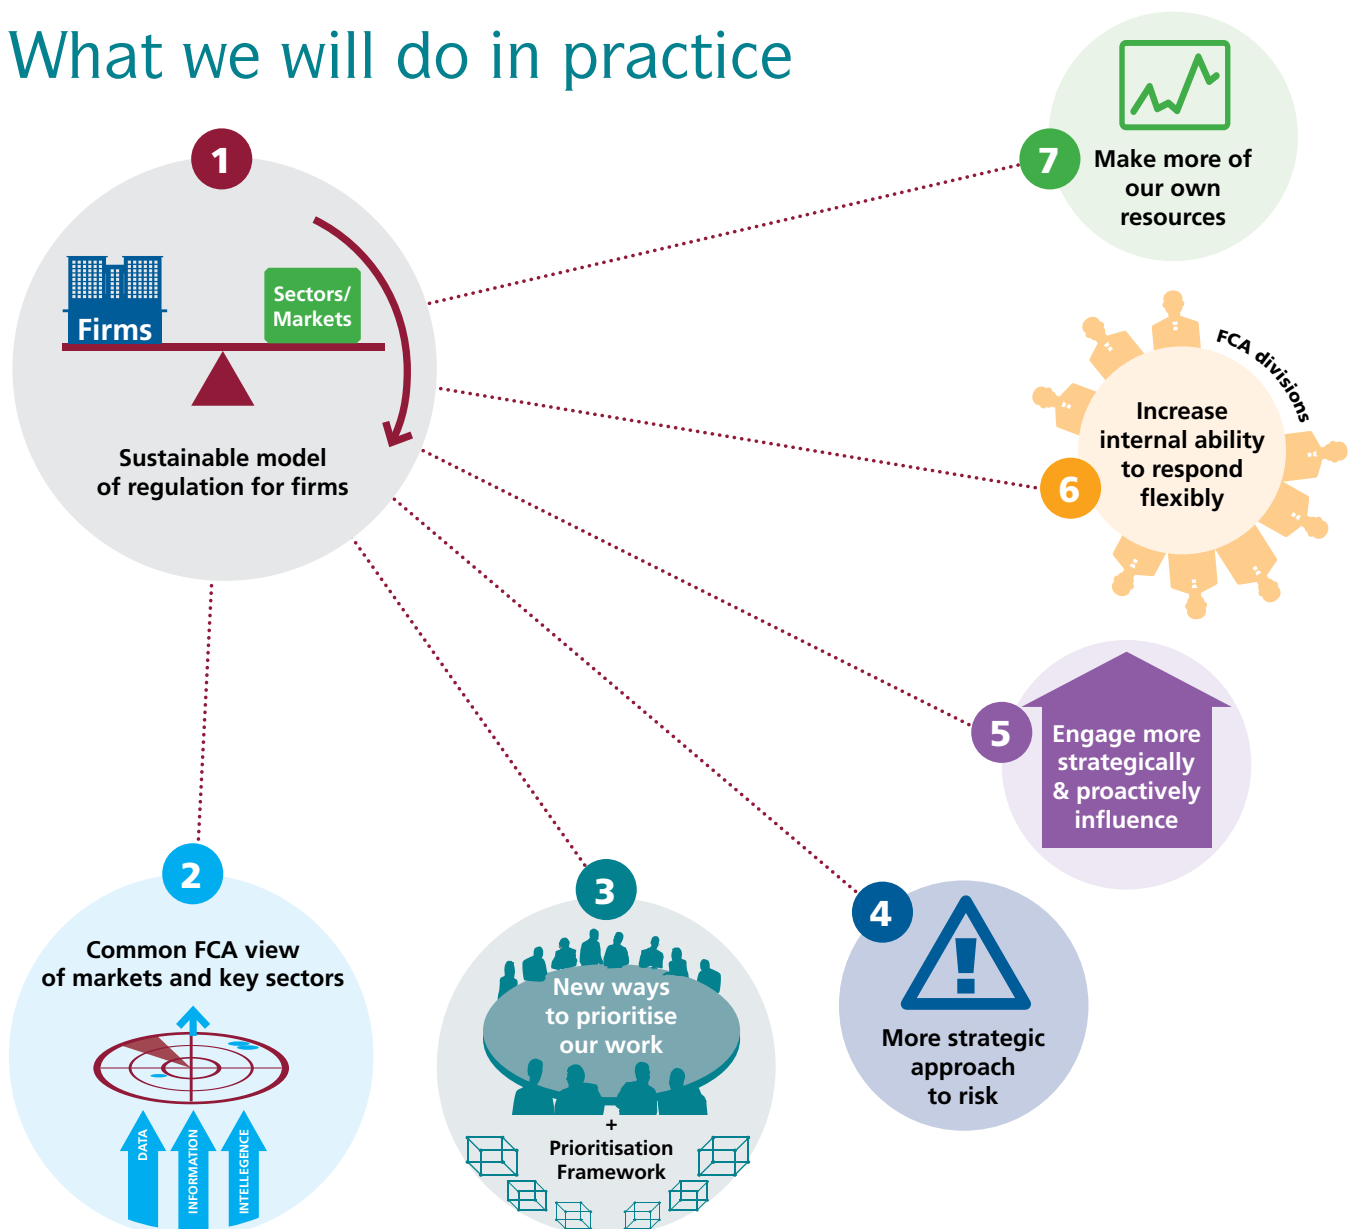 What we will do in practice
1
Firms
Sectors/
Markets
Sustainable model
of regulation for firms
2
Common FCA view
of markets and key sectors
DATA
INFORMATION
INTELLEGENCE
3
New ways
to prioritise
our work
+
Prioritisation
Framework
4
More strategic
approach
to risk
5
Engage more
strategically
& proactively
influence
6
Increase
internal ability
to respond
flexibly
FCA divisions
7
Make more of
our own
resources